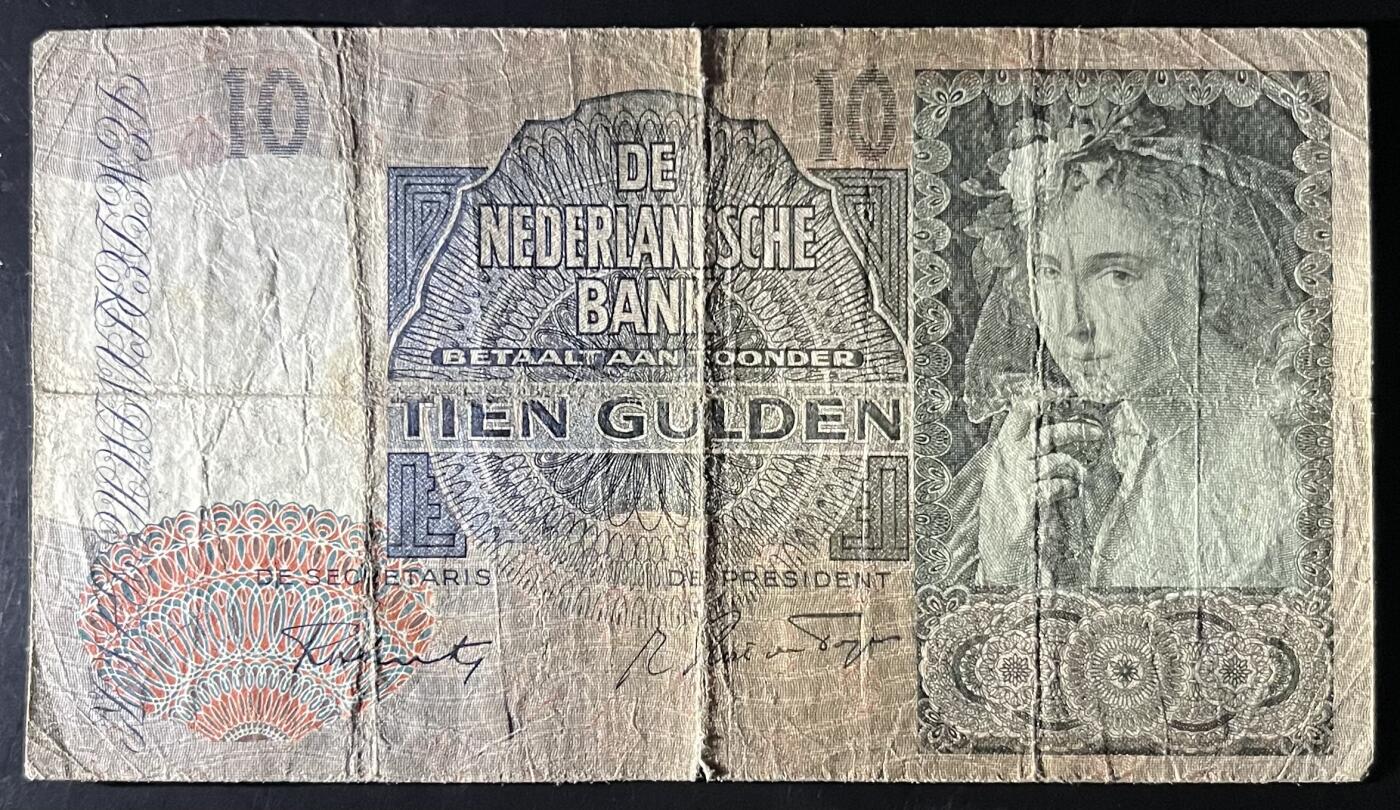 10
10
DE
NEDERLANDSCHE
BANK
BETAALT AAN TOONDER
TIEN GULDEN
DE SECRETARIS
DE PRESIDENT